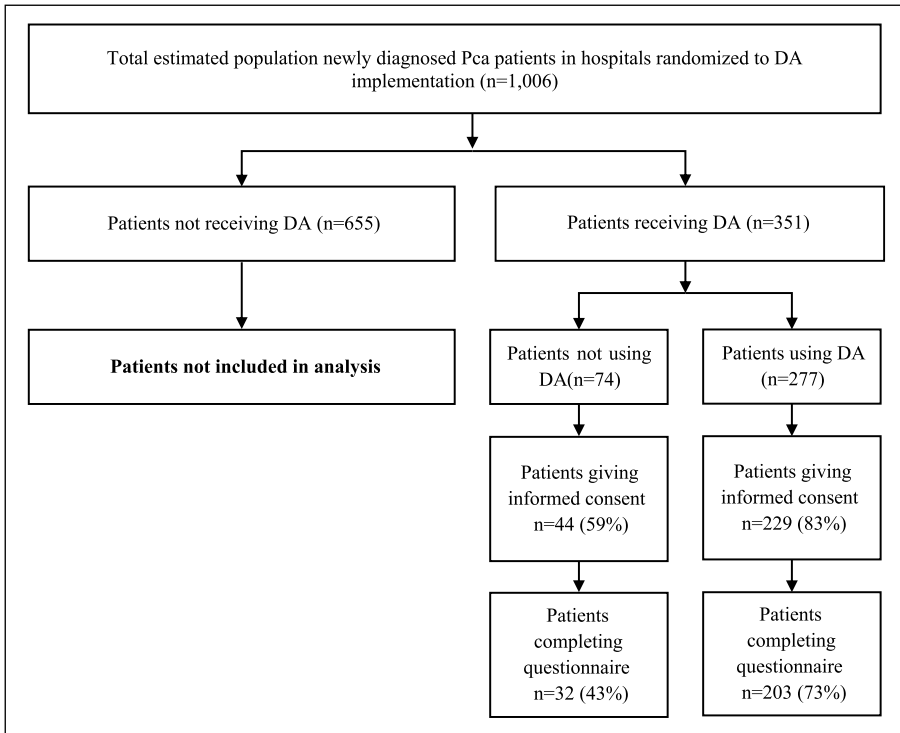 Total estimated population newly diagnosed Pca patients in hospitals randomized to DA
implementation (n=1,006)
Patients not receiving DA (n=655)
Patients receiving DA (n=351)
Patients not included in analysis
Patients not using
DA(n=74)
Patients using DA
(n=277)
Patients giving
informed consent
n=44 (59%)
Patients giving
informed consent
n=229 (83%)
Patients
completing
questionnaire
n=32 (43%)
Patients
completing
questionnaire
n=203 (73%)